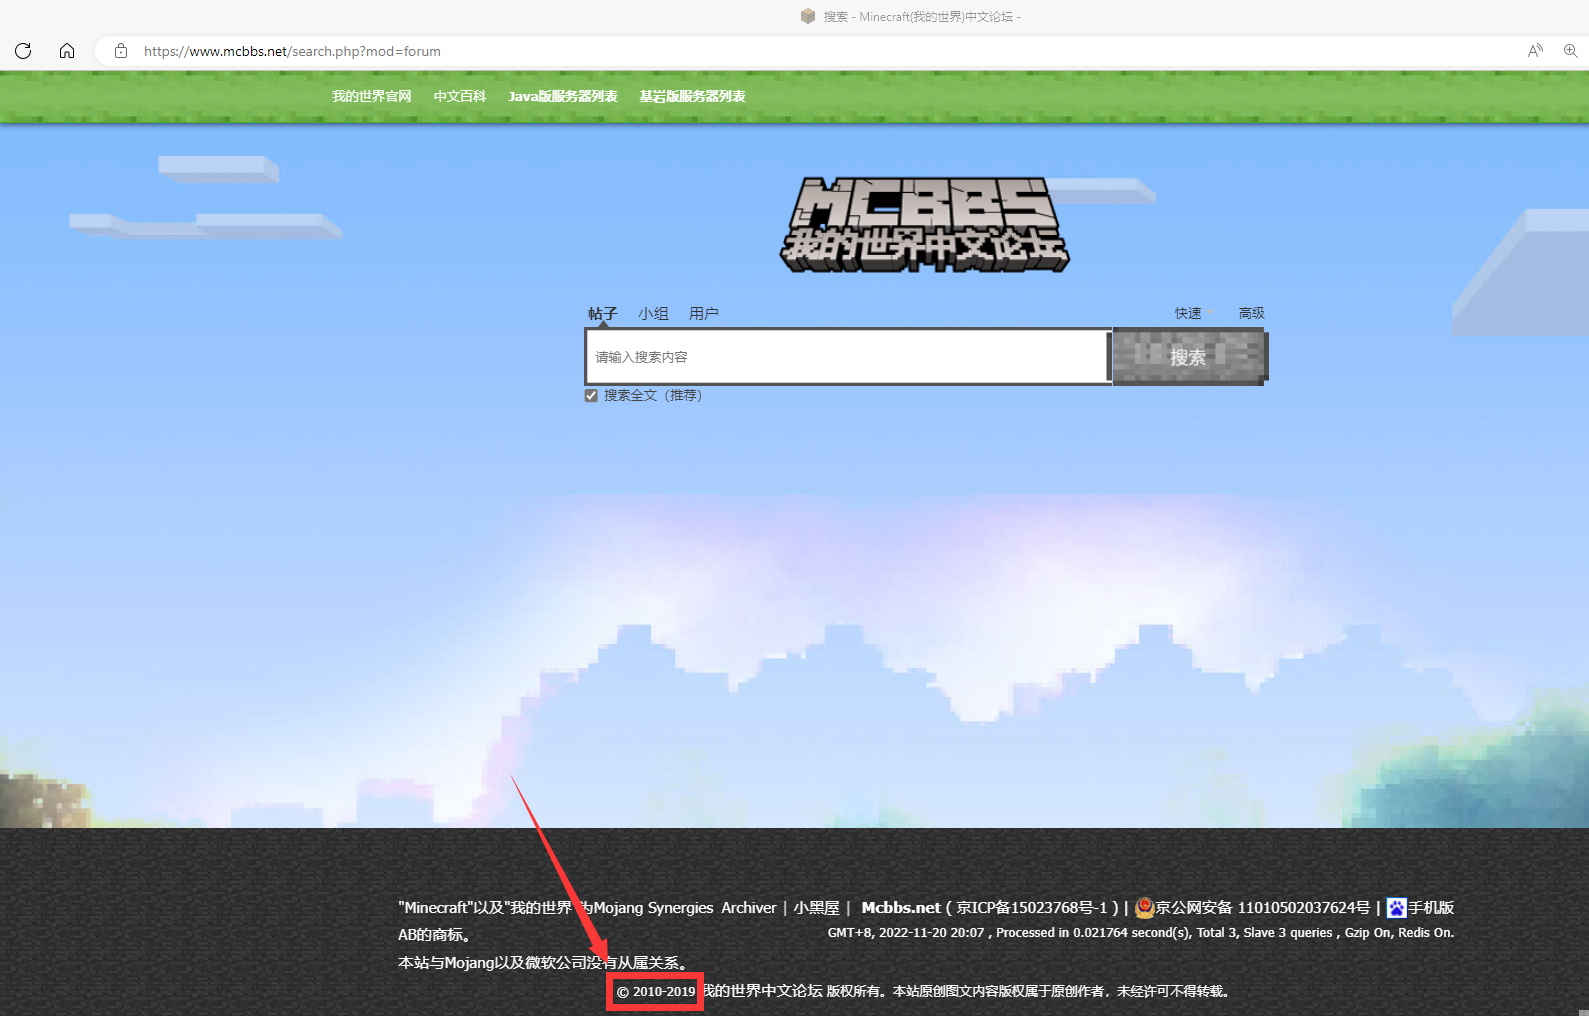 搜索 - Minecraft(我的世界)中文论坛 -
https://www.mcbbs.net/search.php?mod=forum
我的世界官网 中文百科 Java版服务器列表 基岩版服务器列表
MCBBS
我的世界中文论坛
帖子 小组 用户 快速 高级
请输入搜索内容 搜索
搜索全文（推荐）
"Minecraft"以及"我的世界 为Mojang Synergies Archiver | 小黑屋 | Mcbbs.net ( 京ICP备15023768号-1 ) | 京公网安备 11010502037624号 | 手机版
AB的商标。 GMT+8, 2022-11-20 20:07 , Processed in 0.021764 second(s), Total 3, Slave 3 queries , Gzip On, Redis On.
本站与Mojang以及微软公司没有从属关系。
© 2010-2019 我的世界中文论坛 版权所有。本站原创图文内容版权属于原创作者，未经许可不得转载。